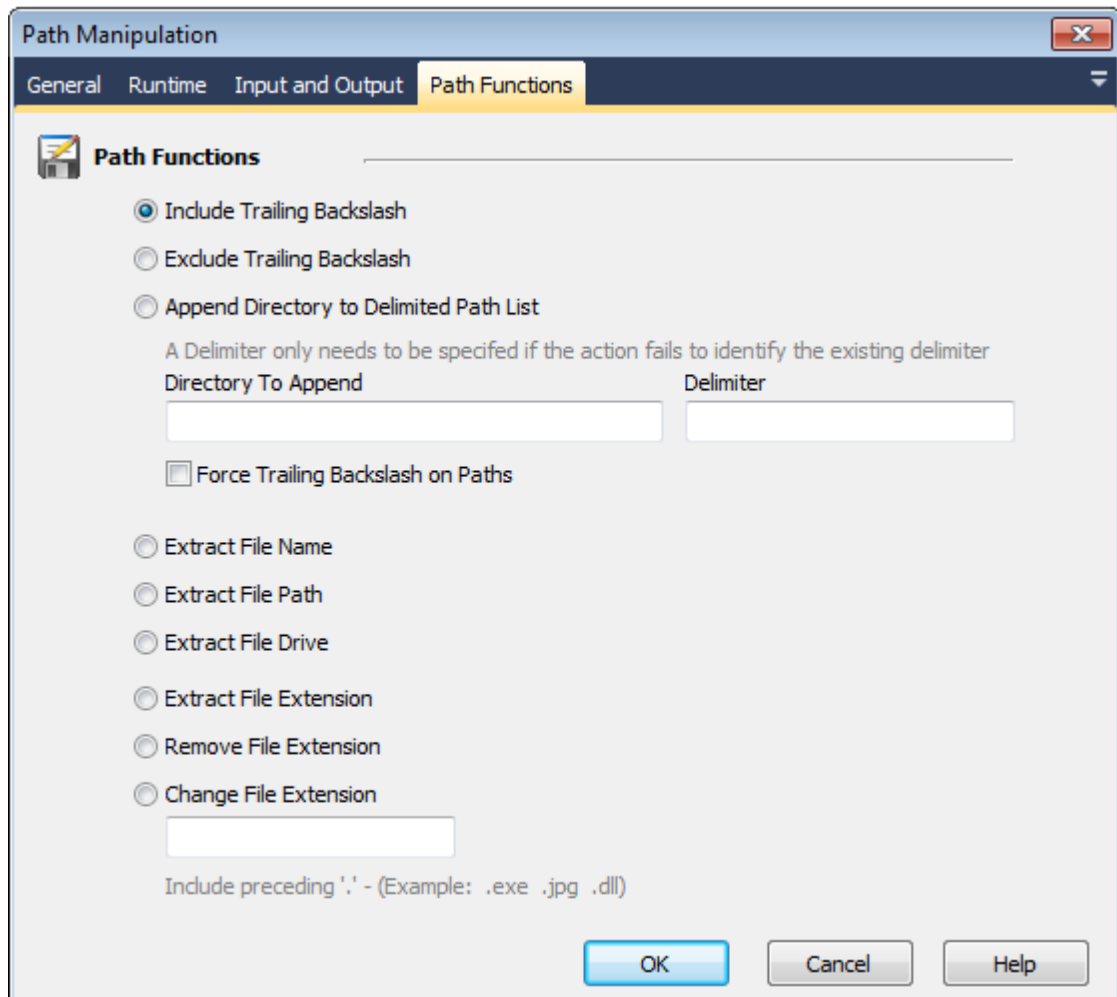 Path Manipulation
General Runtime Input and Output Path Functions
Path Functions
Include Trailing Backslash
Exclude Trailing Backslash
Append Directory to Delimited Path List
A Delimiter only needs to be specifed if the action fails to identify the existing delimiter
Directory To Append Delimiter
Force Trailing Backslash on Paths
Extract File Name
Extract File Path
Extract File Drive
Extract File Extension
Remove File Extension
Change File Extension
Include preceding '.' - (Example: .exe .jpg .dll)
OK Cancel Help